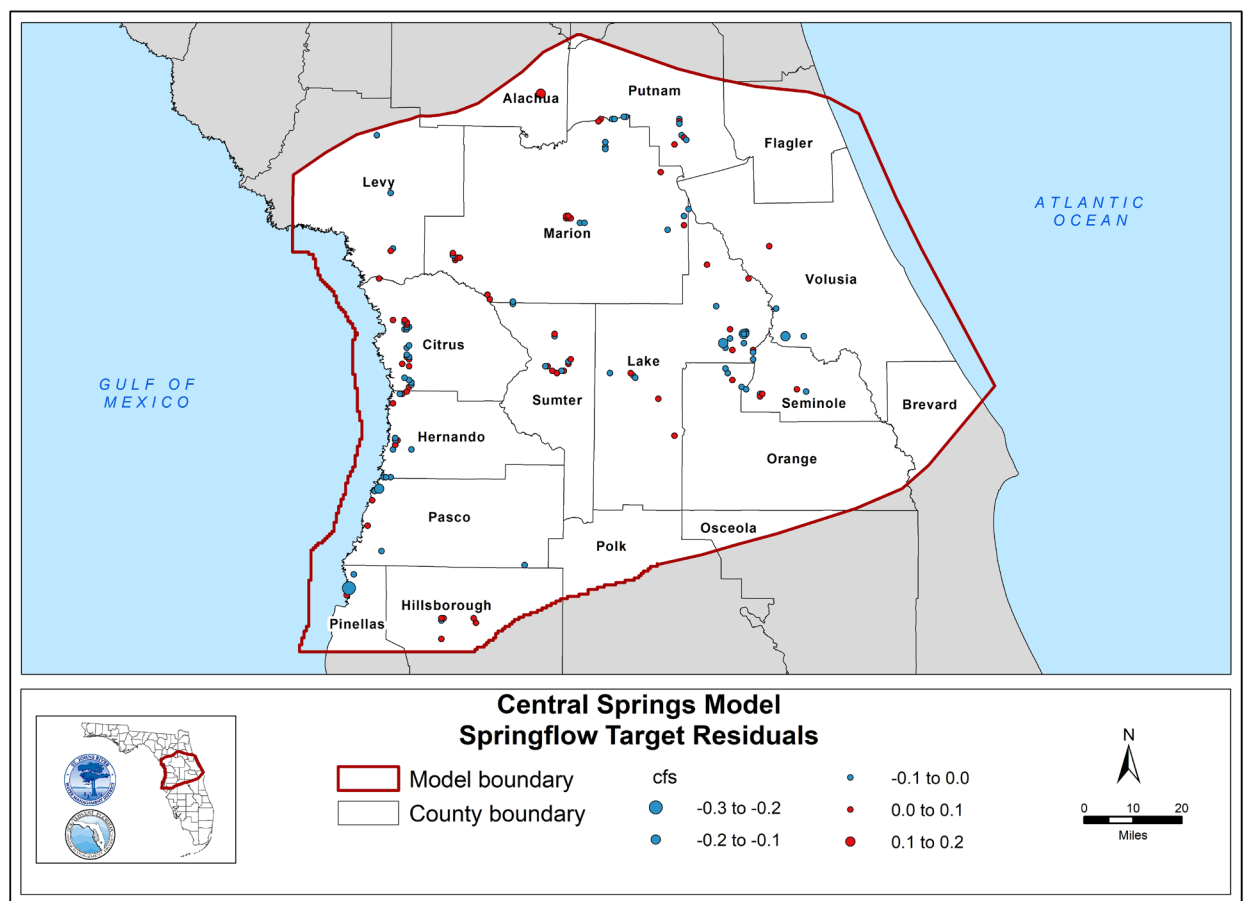 Alachua
Putnam
Flagler
Levy
ATLANTIC
OCEAN
Marion
Volusia
Citrus
Lake
GULF OF
MEXICO
Sumter
Seminole
Brevard
Hernando
Orange
Pasco
Osceola
Polk
Hillsborough
Pinellas
Central Springs Model
Springflow Target Residuals
Model boundary
County boundary
cfs
-0.3 to -0.2
-0.2 to -0.1
-0.1 to 0.0
0.0 to 0.1
0.1 to 0.2
N
0 10 20
Miles